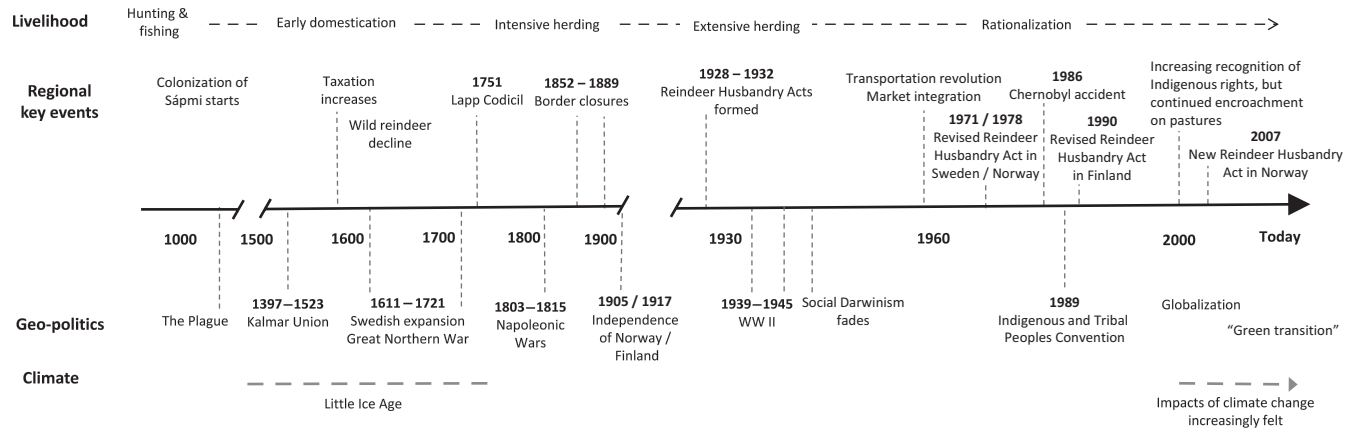 Livelihood
Hunting &
fishing
Early domestication
Intensive herding
Extensive herding
Rationalization
Regional
key events
Colonization of
Sápmi starts
Taxation
increases
Wild reindeer
decline
1751
Lapp Codicil
1852 – 1889
Border closures
1928 – 1932
Reindeer Husbandry Acts
formed
Transportation revolution
Market integration
1971 / 1978
Revised Reindeer
Husbandry Act in
Sweden / Norway
1986
Chernobyl accident
1990
Revised Reindeer
Husbandry Act
in Finland
Increasing recognition of
Indigenous rights, but
continued encroachment
on pastures
2007
New Reindeer Husbandry
Act in Norway
1000
1500
1600
1700
1800
1900
1930
1960
2000
Today
Geo-politics
The Plague
1397–1523
Kalmar Union
1611 – 1721
Swedish expansion
Great Northern War
1803–1815
Napoleonic
Wars
1905 / 1917
Independence
of Norway /
Finland
1939–1945
WW II
Social Darwinism
fades
1989
Indigenous and Tribal
Peoples Convention
Globalization
“Green transition”
Climate
Little Ice Age
Impacts of climate change
increasingly felt